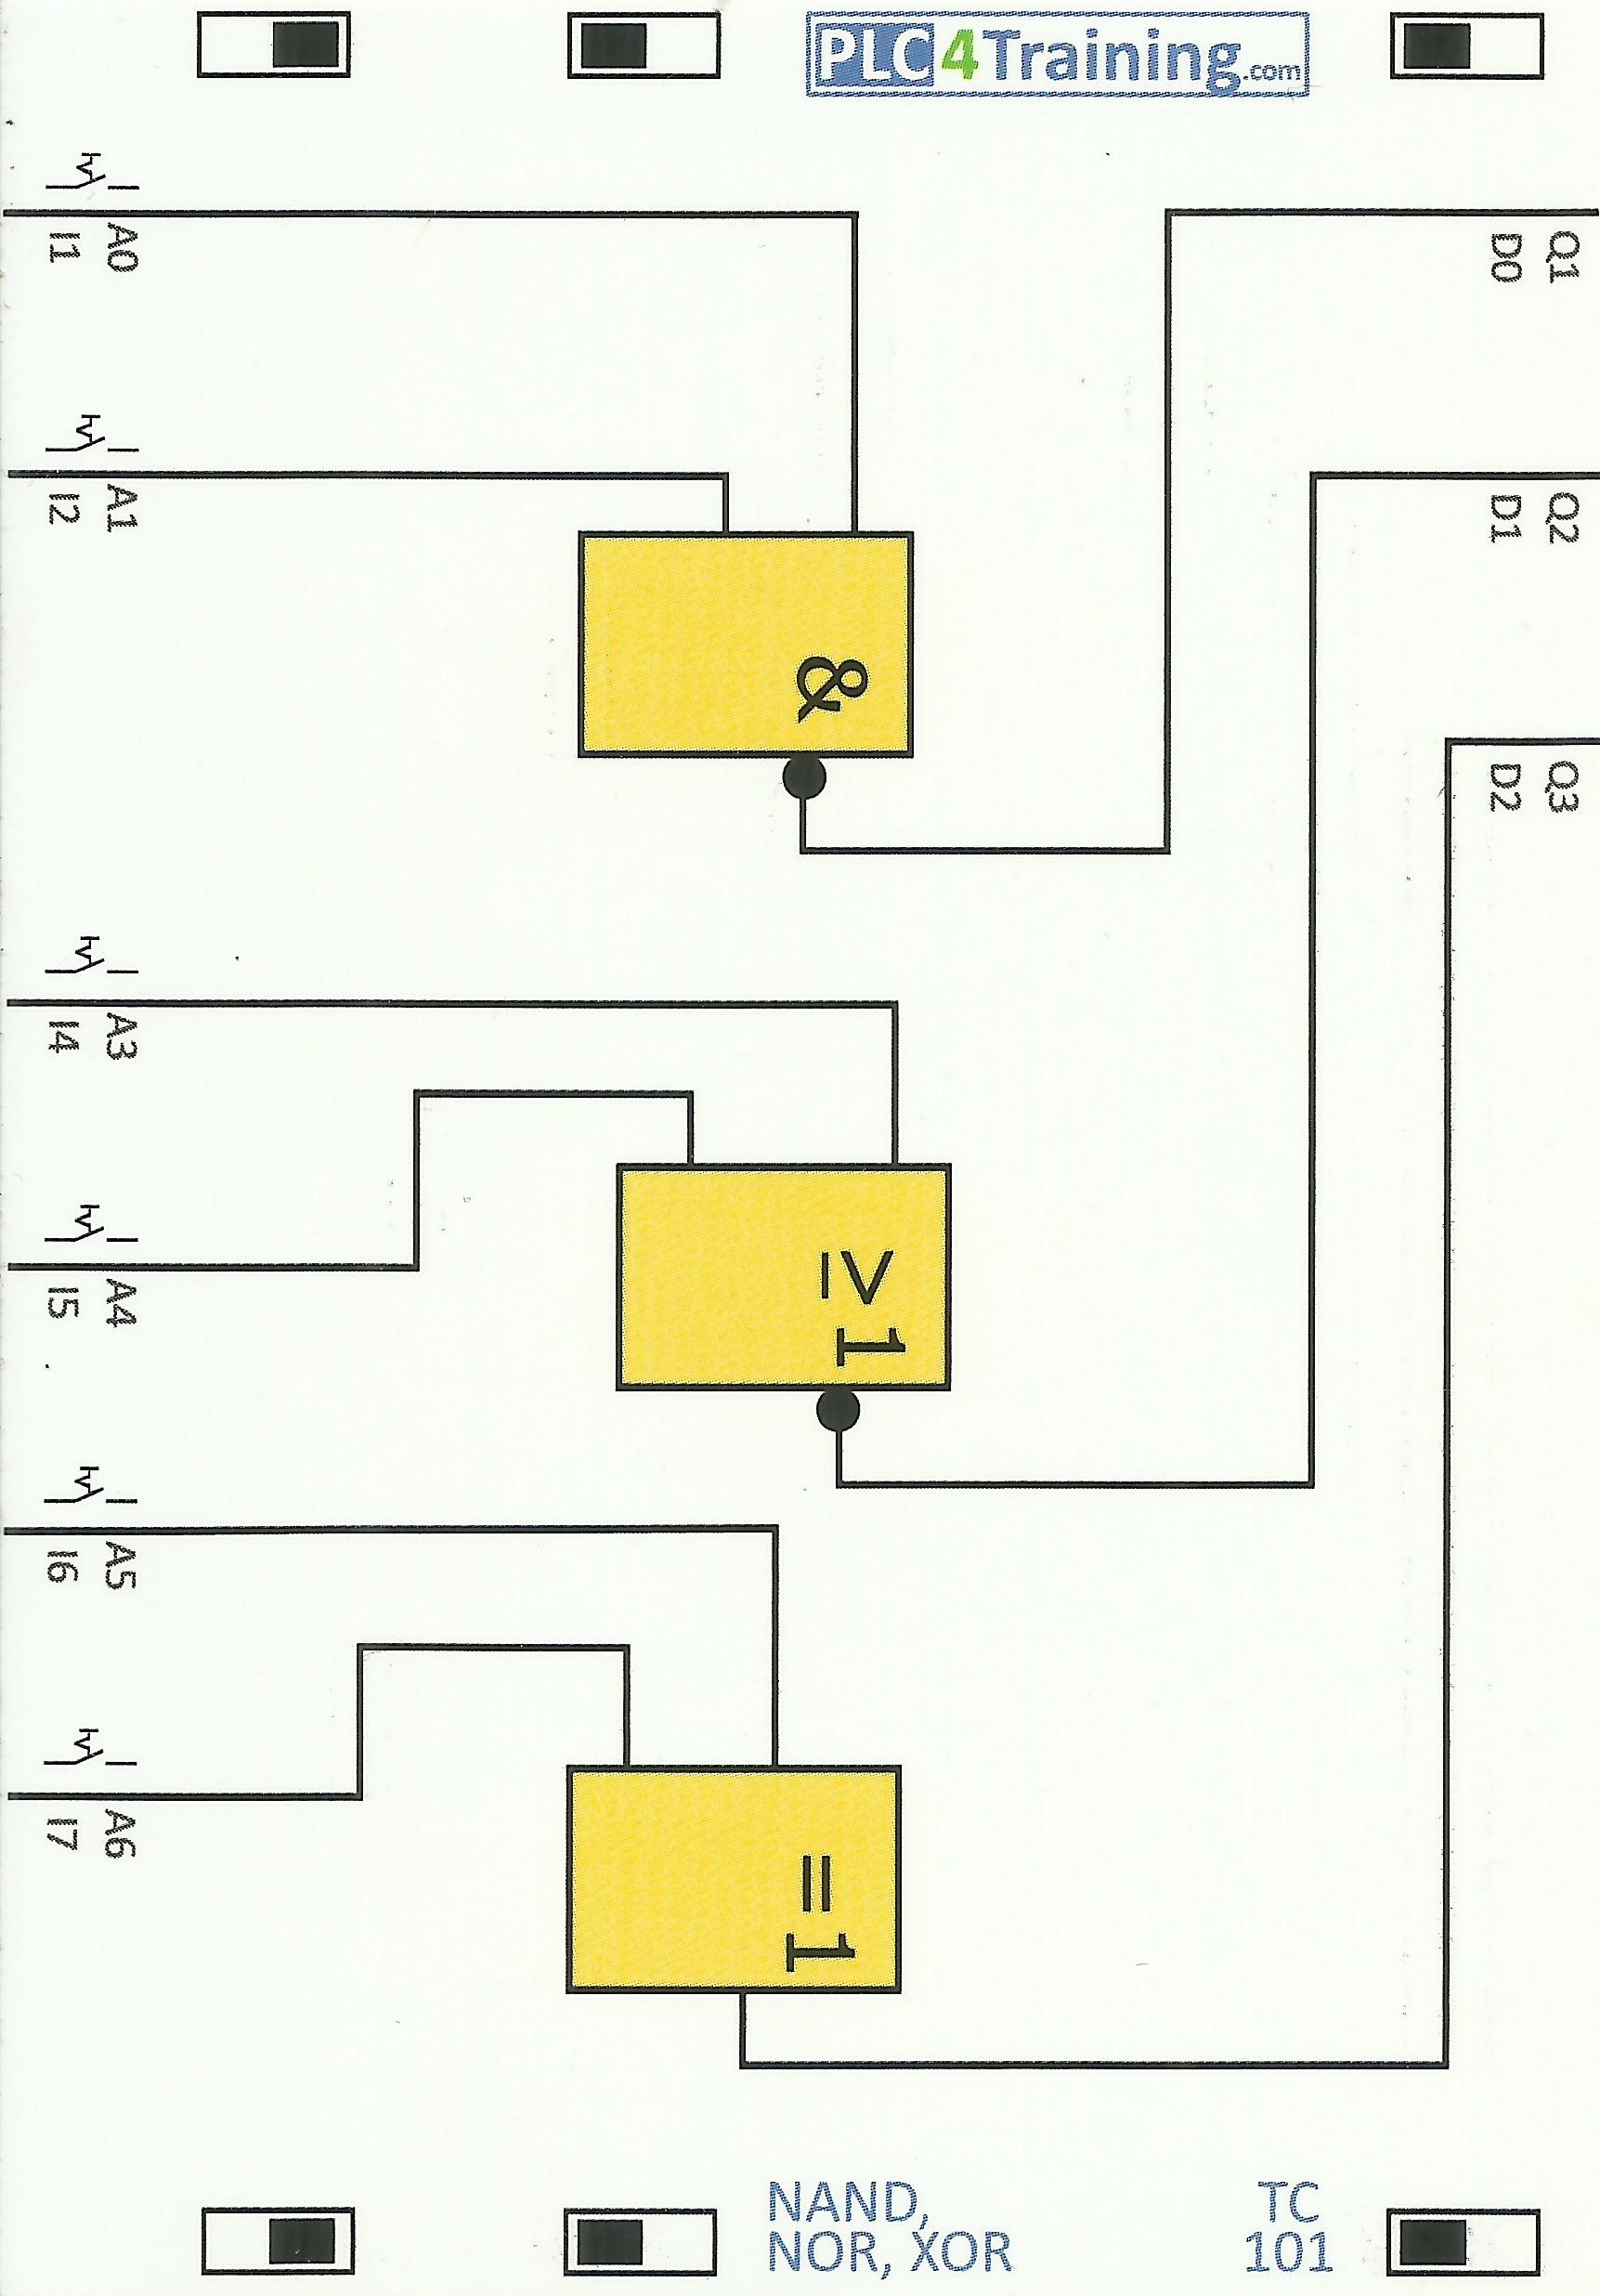 Q1
D0
Q2
D1
Q3
D2
PLC4Training.com
TC
101
NAND,
NOR,XOR
&
≥1
=1
A0
I1
A1
I2
A3
I4
A4
I5
A5
I6
A6
I7